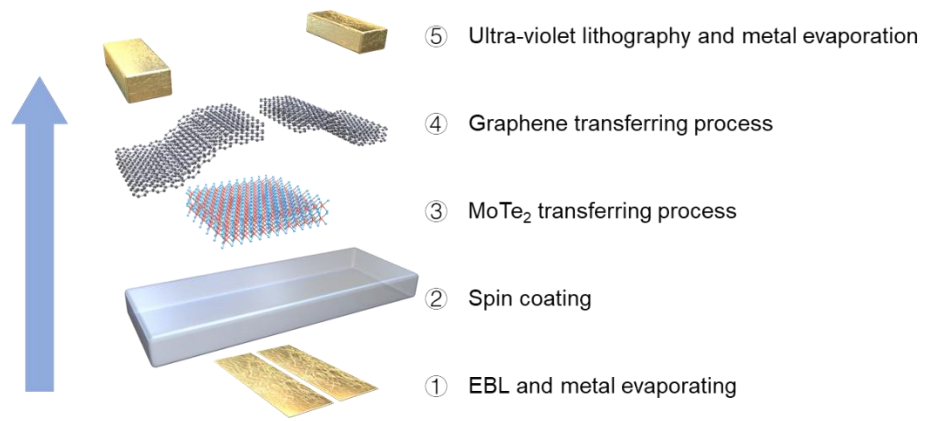 ⑤ Ultra-violet lithography and metal evaporation
④ Graphene transferring process
③ MoTe₂ transferring process
② Spin coating
① EBL and metal evaporating